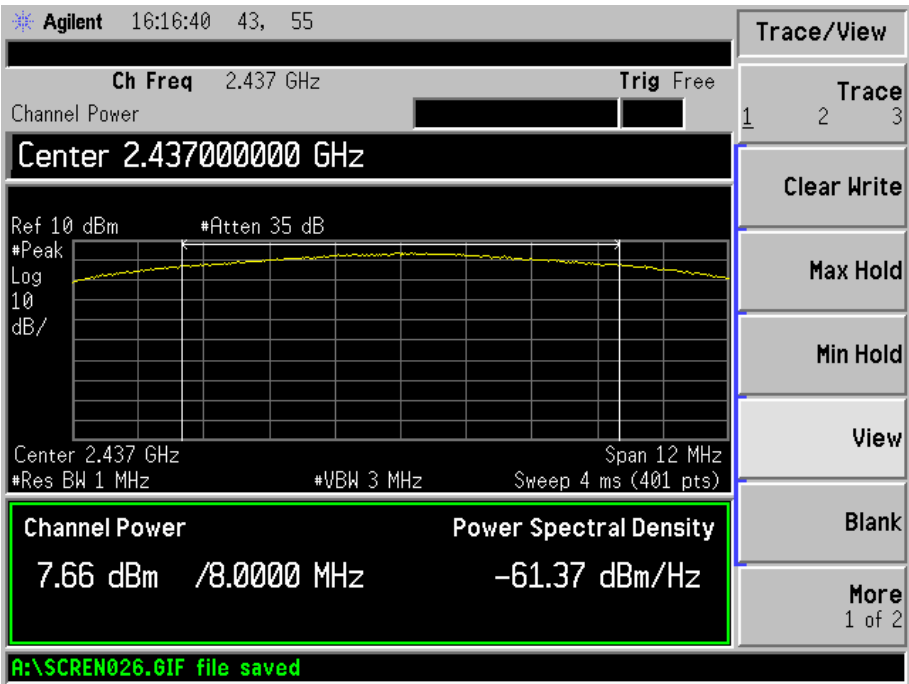 Agilent 16:16:40 43, 55
Trace/View
Ch Freq 2.437 GHz Trig Free
Channel Power
Trace
1 2 3
Center 2.437000000 GHz
Clear Write
Ref 10 dBm #Atten 35 dB
#Peak
Log
10
dB/
Max Hold
Min Hold
View
Center 2.437 GHz Span 12 MHz
#Res BW 1 MHz #VBW 3 MHz Sweep 4 ms (401 pts)
Blank
Channel Power Power Spectral Density
7.66 dBm /8.0000 MHz -61.37 dBm/Hz
More
1 of 2
A:\SCREN026.GIF file saved